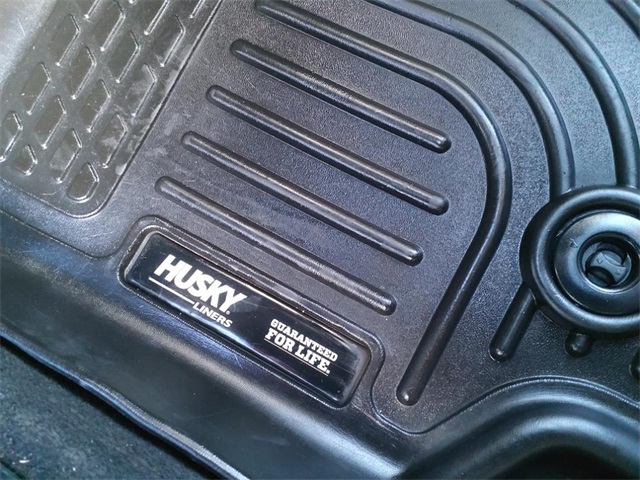 HUSKY®
LINERS
GUARANTEED
FOR LIFE.